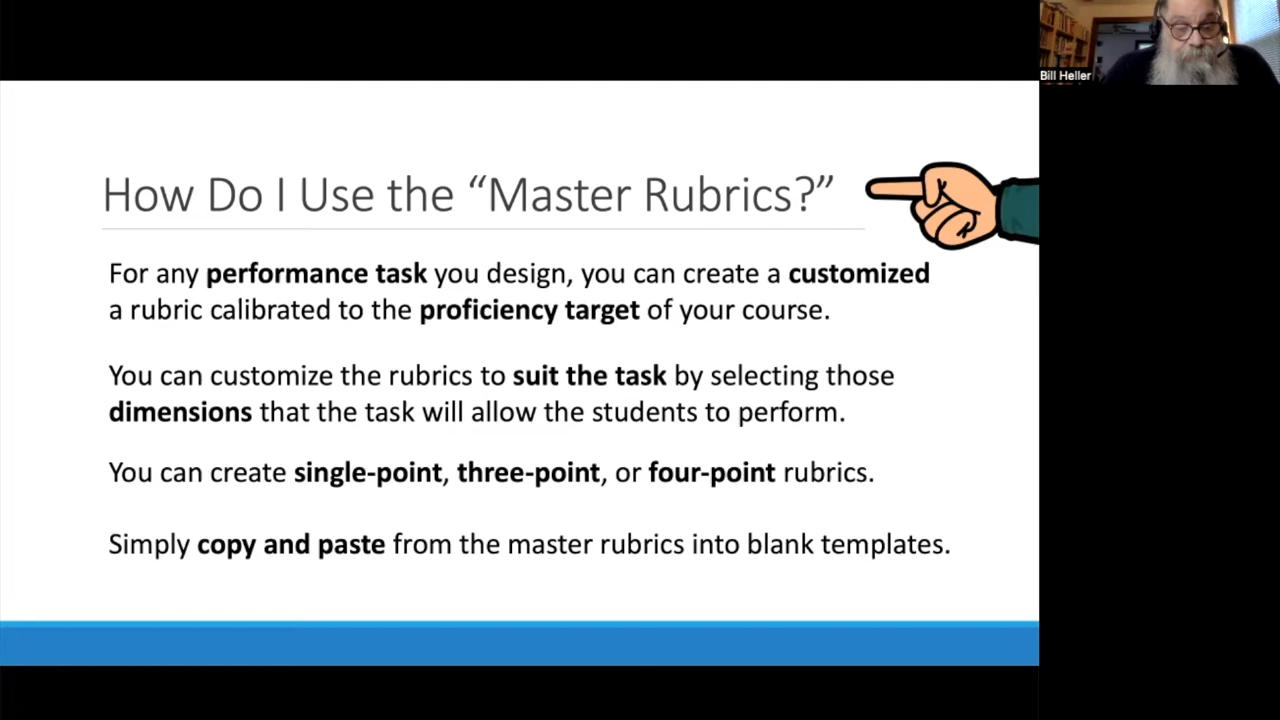 Bill Heller
How Do I Use the “Master Rubrics?”
For any performance task you design, you can create a customized
a rubric calibrated to the proficiency target of your course.
You can customize the rubrics to suit the task by selecting those
dimensions that the task will allow the students to perform.
You can create single-point, three-point, or four-point rubrics.
Simply copy and paste from the master rubrics into blank templates.